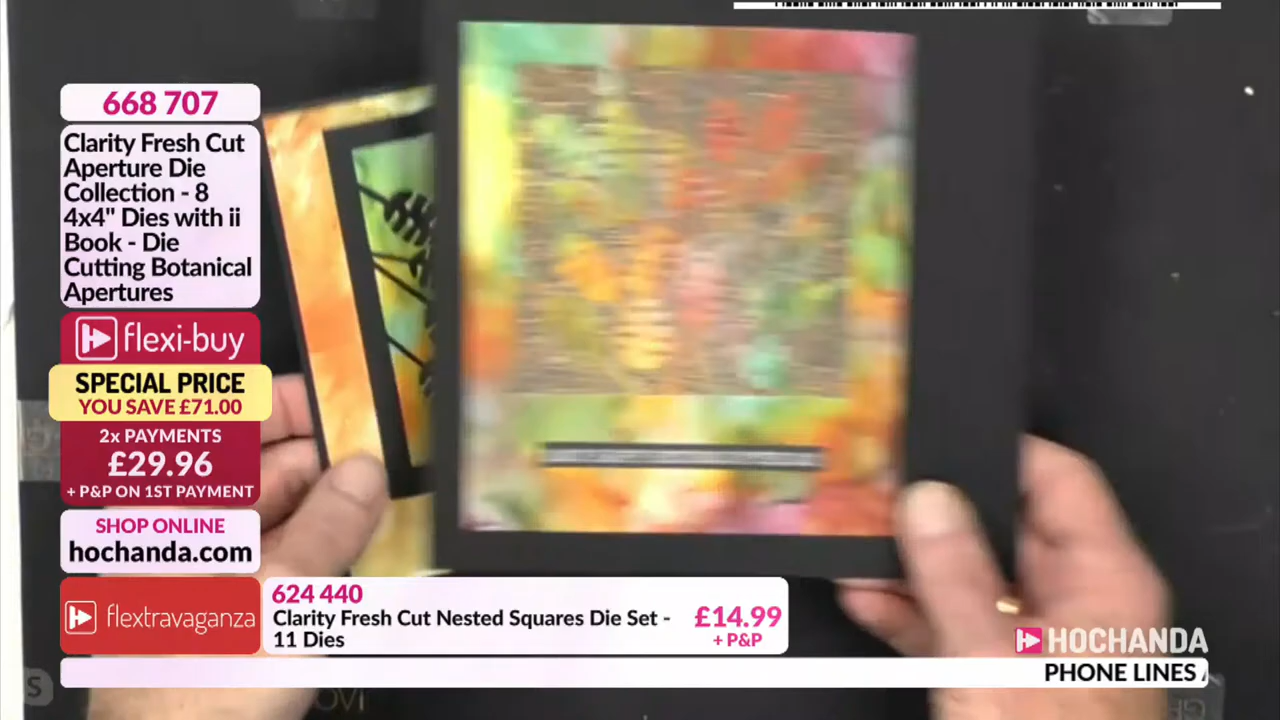 668 707
Clarity Fresh Cut
Aperture Die
Collection - 8
4x4" Dies with ii
Book - Die
Cutting Botanical
Apertures
flexi-buy
SPECIAL PRICE
YOU SAVE £71.00
2x PAYMENTS
£29.96
+ P&P ON 1ST PAYMENT
SHOP ONLINE
hochanda.com
flextravaganza
624 440
Clarity Fresh Cut Nested Squares Die Set -
11 Dies
£14.99
+ P&P
HOCHANDA
PHONE LINES